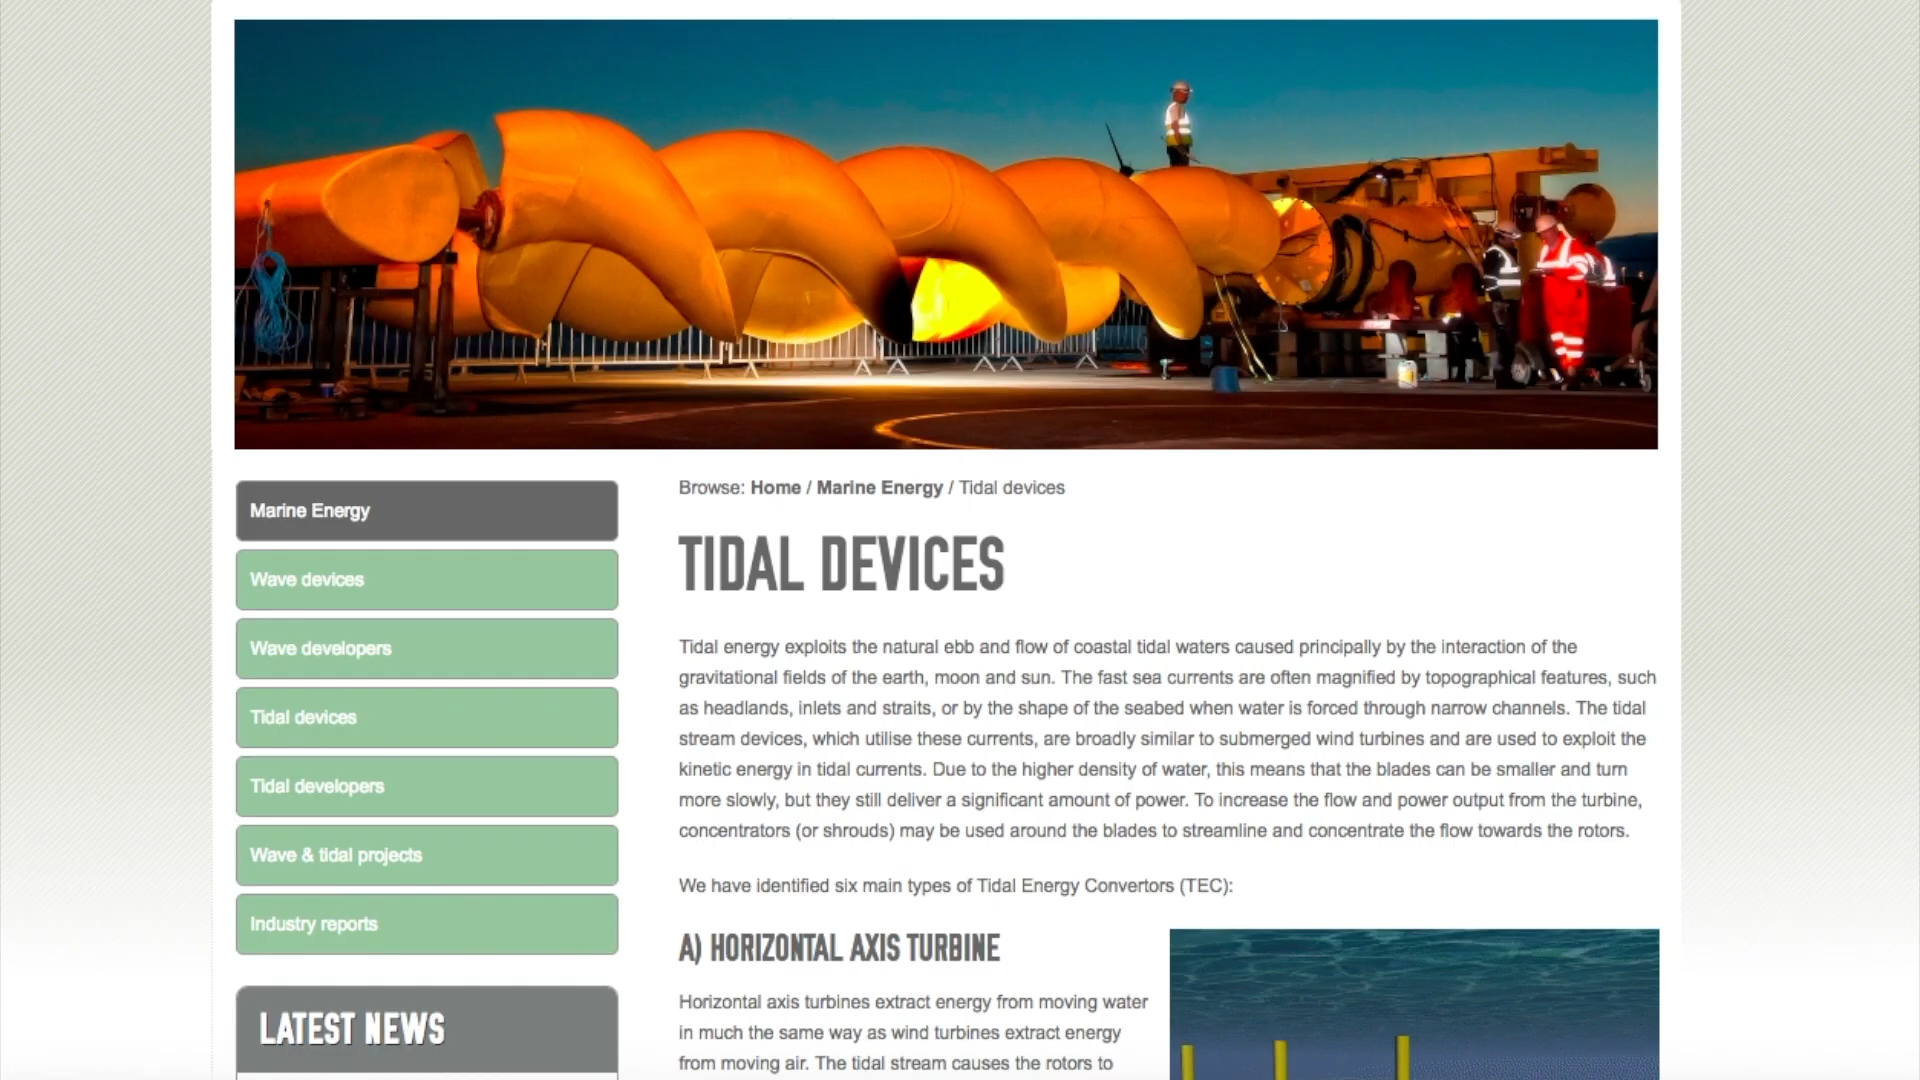 Marine Energy
Wave devices
Wave developers
Tidal devices
Tidal developers
Wave & tidal projects
Industry reports
LATEST NEWS
Browse: Home / Marine Energy / Tidal devices
TIDAL DEVICES
Tidal energy exploits the natural ebb and flow of coastal tidal waters caused principally by the interaction of the
gravitational fields of the earth, moon and sun. The fast sea currents are often magnified by topographical features, such
as headlands, inlets and straits, or by the shape of the seabed when water is forced through narrow channels. The tidal
stream devices, which utilise these currents, are broadly similar to submerged wind turbines and are used to exploit the
kinetic energy in tidal currents. Due to the higher density of water, this means that the blades can be smaller and turn
more slowly, but they still deliver a significant amount of power. To increase the flow and power output from the turbine,
concentrators (or shrouds) may be used around the blades to streamline and concentrate the flow towards the rotors.
We have identified six main types of Tidal Energy Convertors (TEC):
A) HORIZONTAL AXIS TURBINE
Horizontal axis turbines extract energy from moving water
in much the same way as wind turbines extract energy
from moving air. The tidal stream causes the rotors to